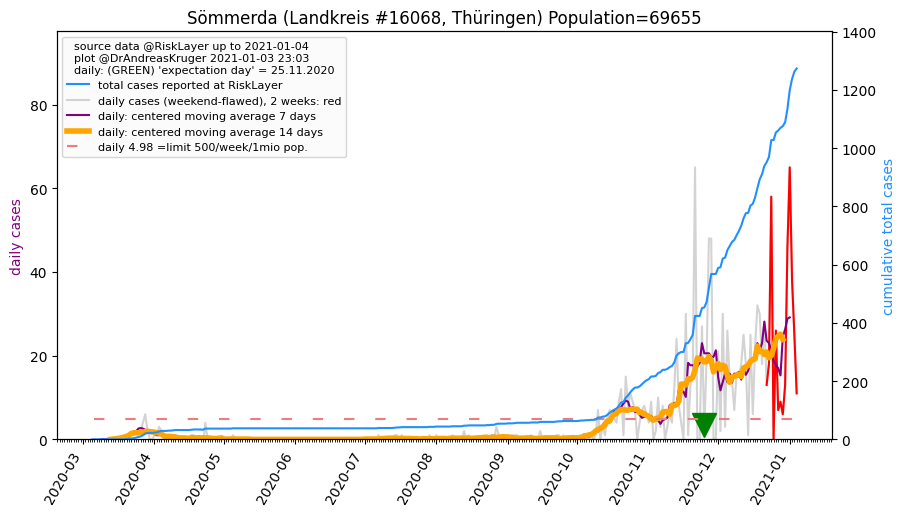 Sömmerda (Landkreis #16068, Thüringen) Population=69655
source data @RiskLayer up to 2021-01-04
plot @DrAndreasKruger 2021-01-03 23:03
daily: (GREEN) 'expectation day' = 25.11.2020
total cases reported at RiskLayer
daily cases (weekend-flawed), 2 weeks: red
daily: centered moving average 7 days
daily: centered moving average 14 days
daily 4.98 =limit 500/week/1mio pop.
daily cases
80
60
40
20
0
cumulative total cases
1400
1200
1000
800
600
400
200
0
2020-03
2020-04
2020-05
2020-06
2020-07
2020-08
2020-09
2020-10
2020-11
2020-12
2021-01